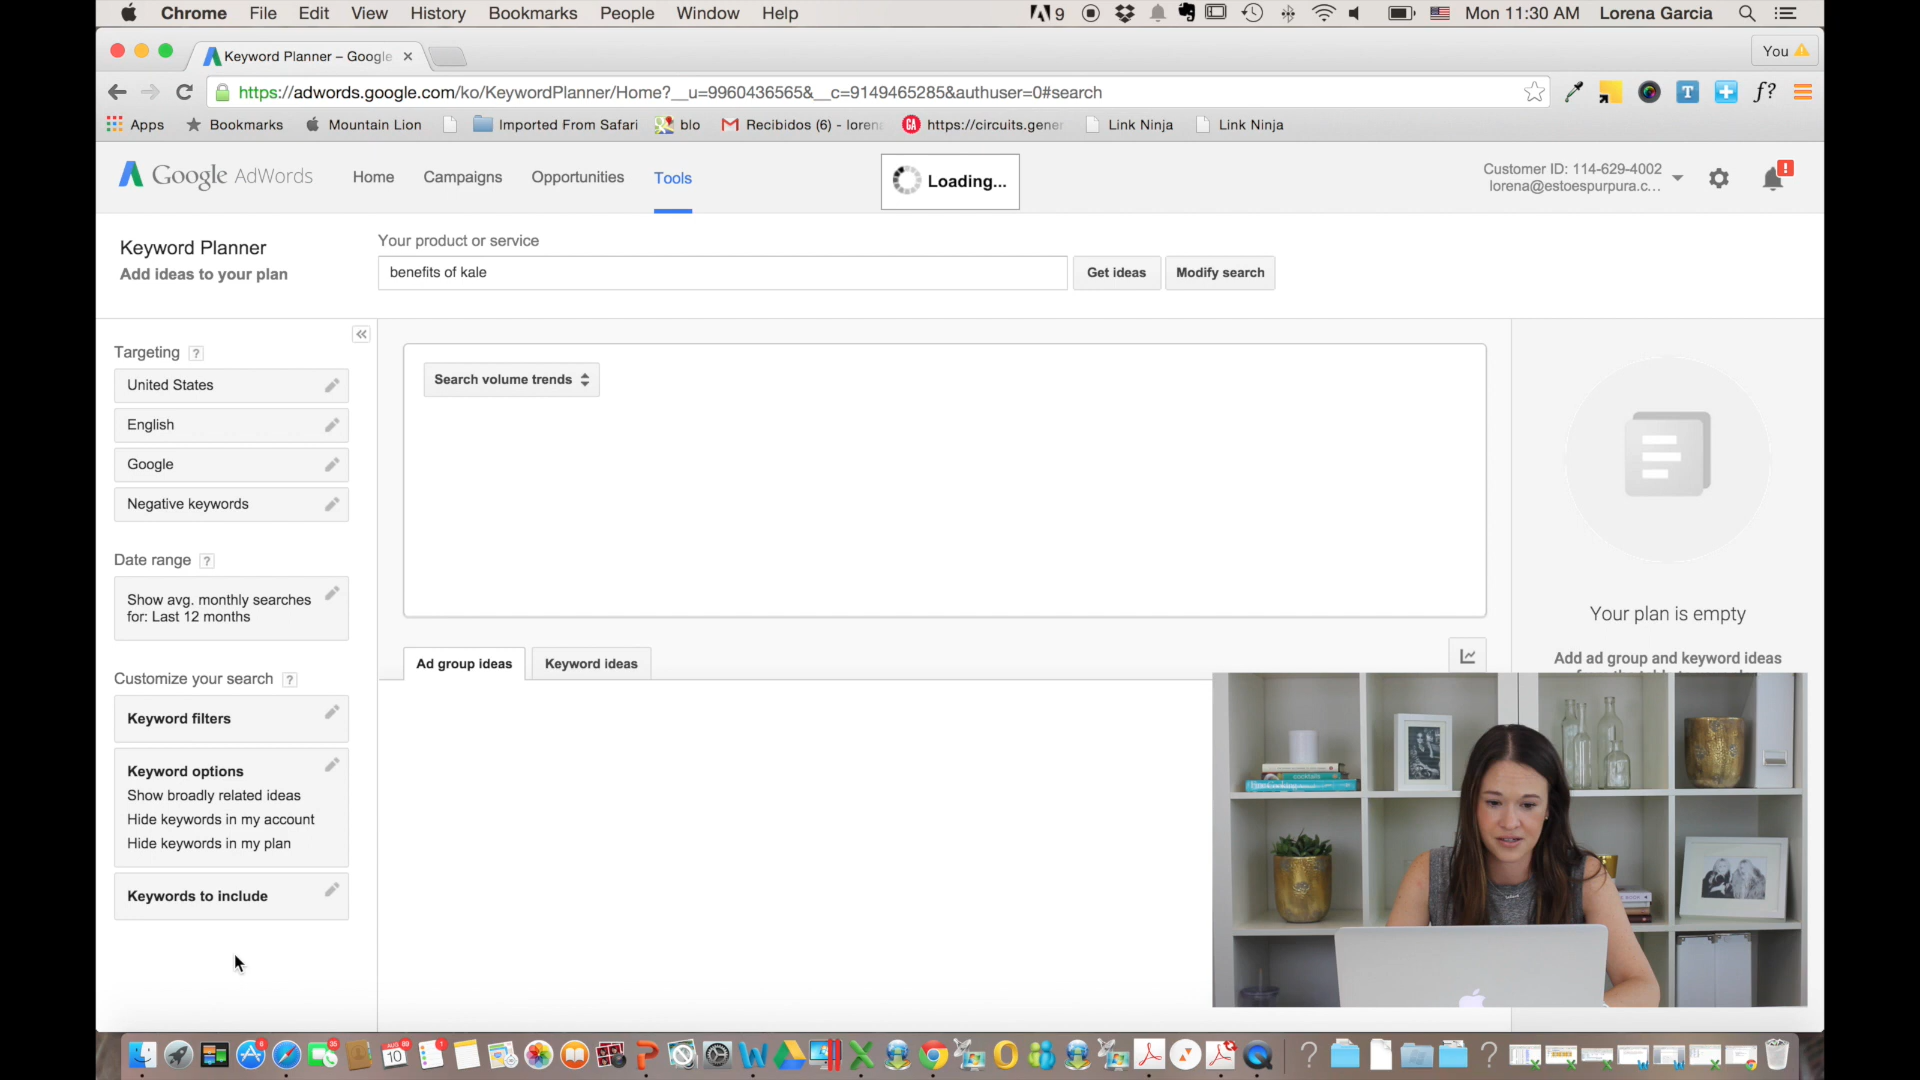 Chrome File Edit View History Bookmarks People Window Help 9 Mon 11:30 AM Lorena Garcia
Keyword Planner – Google You
https://adwords.google.com/ko/KeywordPlanner/Home?__u=9960436565&__c=9149465285&authuser=0#search f?
Apps Bookmarks Mountain Lion Imported From Safari blo Recibidos (6) - loren https://circuits.gener Link Ninja Link Ninja
Google AdWords Home Campaigns Opportunities Tools Loading... Customer ID: 114-629-4002
lorena@estoespurpura.c...
Keyword Planner
Add ideas to your plan
Your product or service
benefits of kale Get ideas Modify search
Targeting ?
United States
English
Google
Negative keywords
Date range ?
Show avg. monthly searches
for: Last 12 months
Customize your search ?
Keyword filters
Keyword options
Show broadly related ideas
Hide keywords in my account
Hide keywords in my plan
Keywords to include
Search volume trends
Ad group ideas Keyword ideas
Your plan is empty
Add ad group and keyword ideas
cocktails